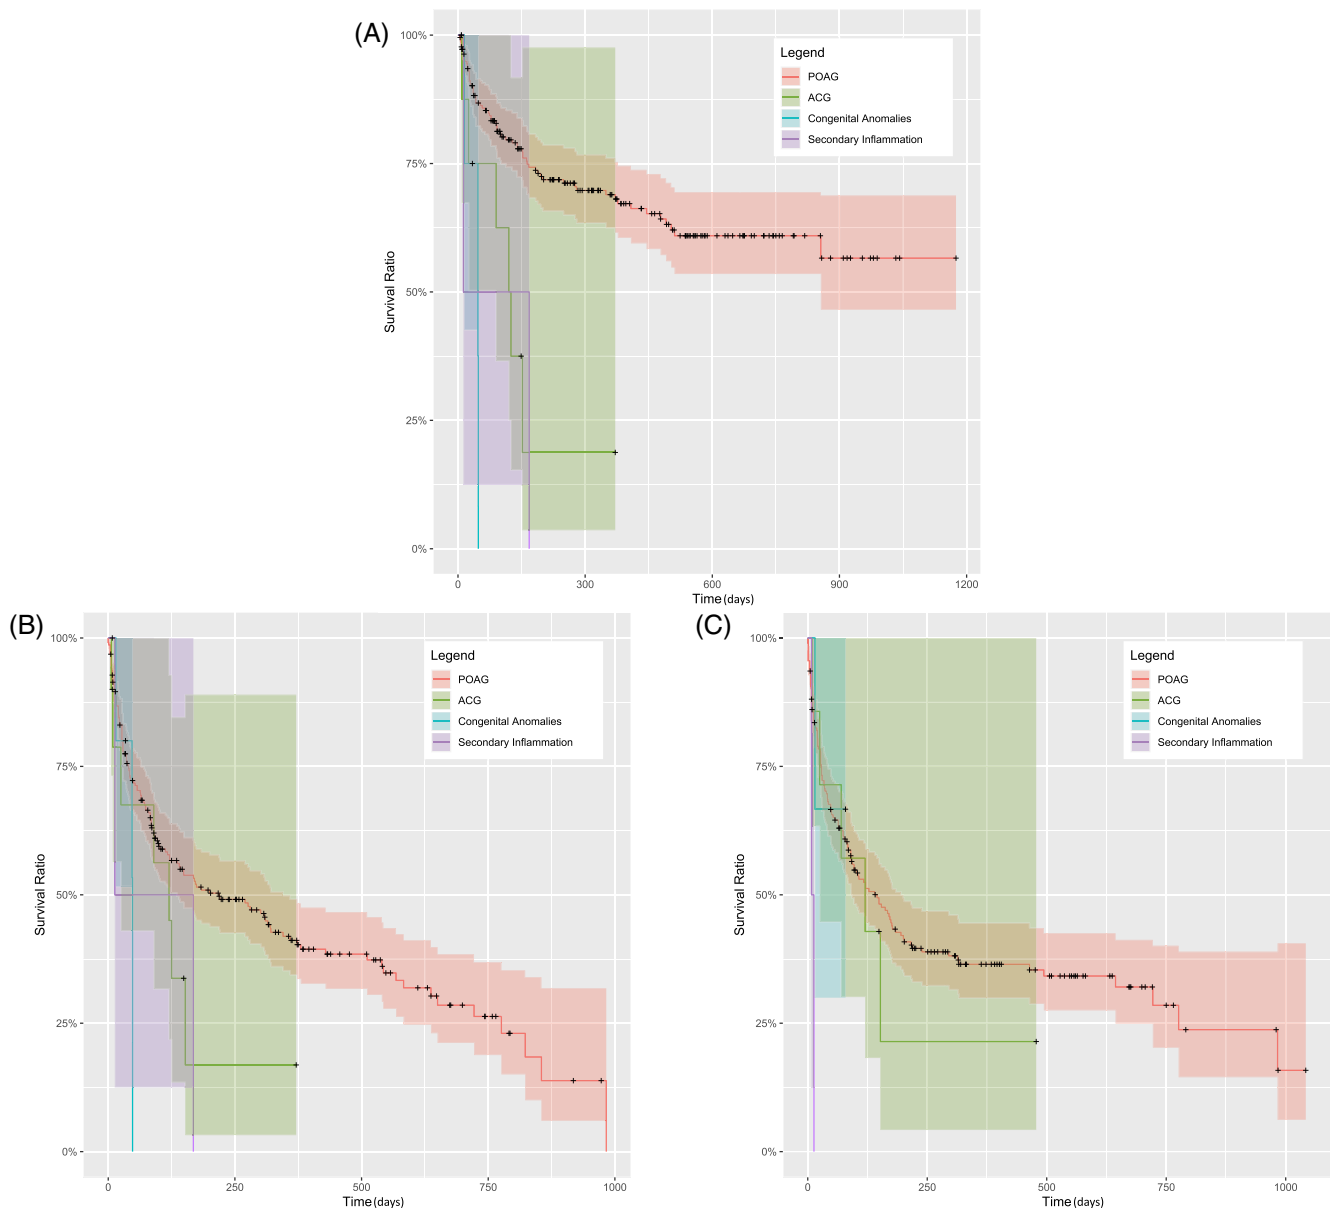 (A)
100%
75%
50%
25%
0%
Survival Ratio
Legend
POAG
ACG
Congenital Anomalies
Secondary Inflammation
0 300 600 900 1200
Time (days)
(B)
100%
75%
50%
25%
0%
Survival Ratio
Legend
POAG
ACG
Congenital Anomalies
Secondary Inflammation
0 250 500 750 1000
Time (days)
(C)
100%
75%
50%
25%
0%
Survival Ratio
Legend
POAG
ACG
Congenital Anomalies
Secondary Inflammation
0 250 500 750 1000
Time (days)